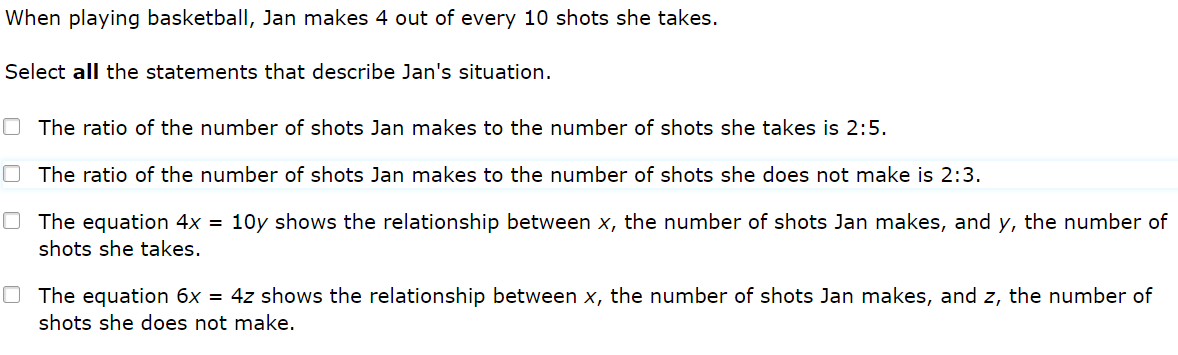 When playing basketball, Jan makes 4 out of every 10 shots she takes.
Select all the statements that describe Jan's situation.
The ratio of the number of shots Jan makes to the number of shots she takes is 2:5.
The ratio of the number of shots Jan makes to the number of shots she does not make is 2:3.
The equation 4x = 10y shows the relationship between x, the number of shots Jan makes, and y, the number of
shots she takes.
The equation 6x = 4z shows the relationship between x, the number of shots Jan makes, and z, the number of
shots she does not make.